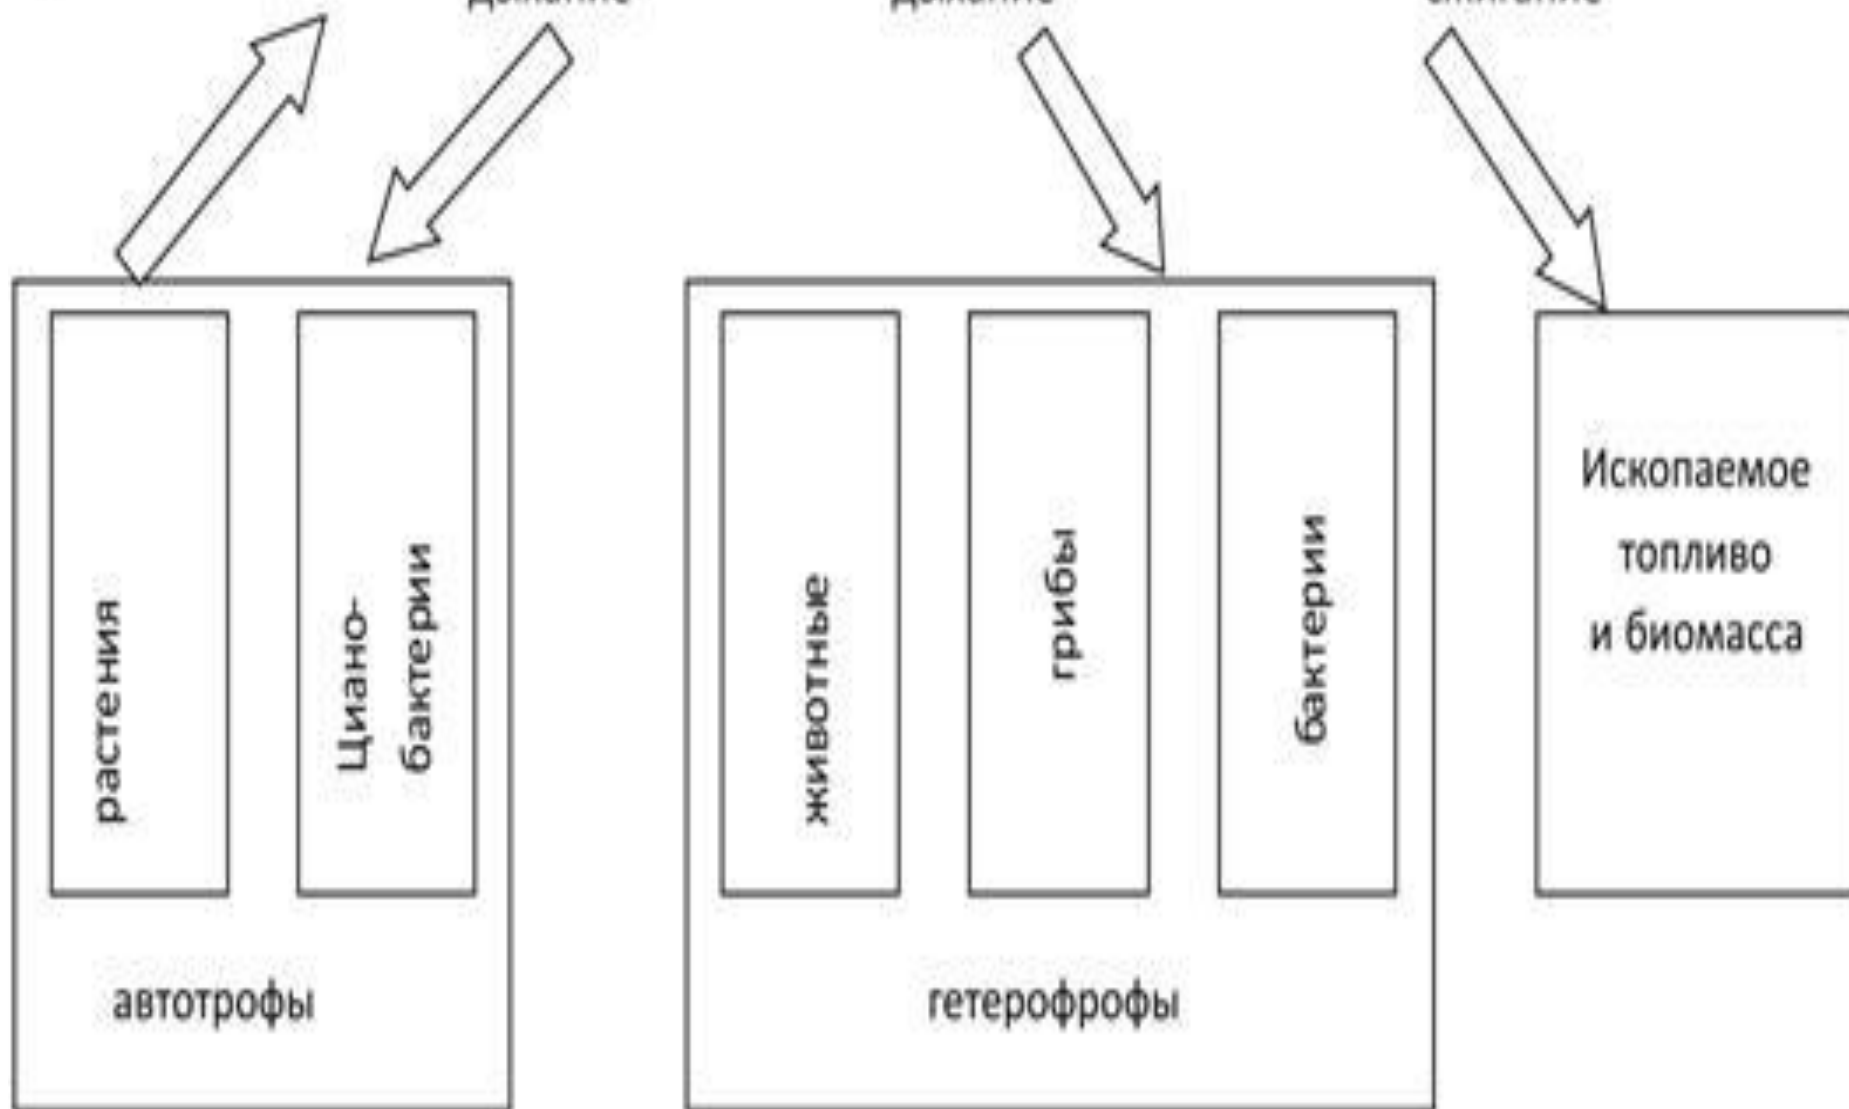 растения
Циано-
бактерии
автотрофы
животные
грибы
бактерии
гетерофрофы
Ископаемое
топливо
и биомасса